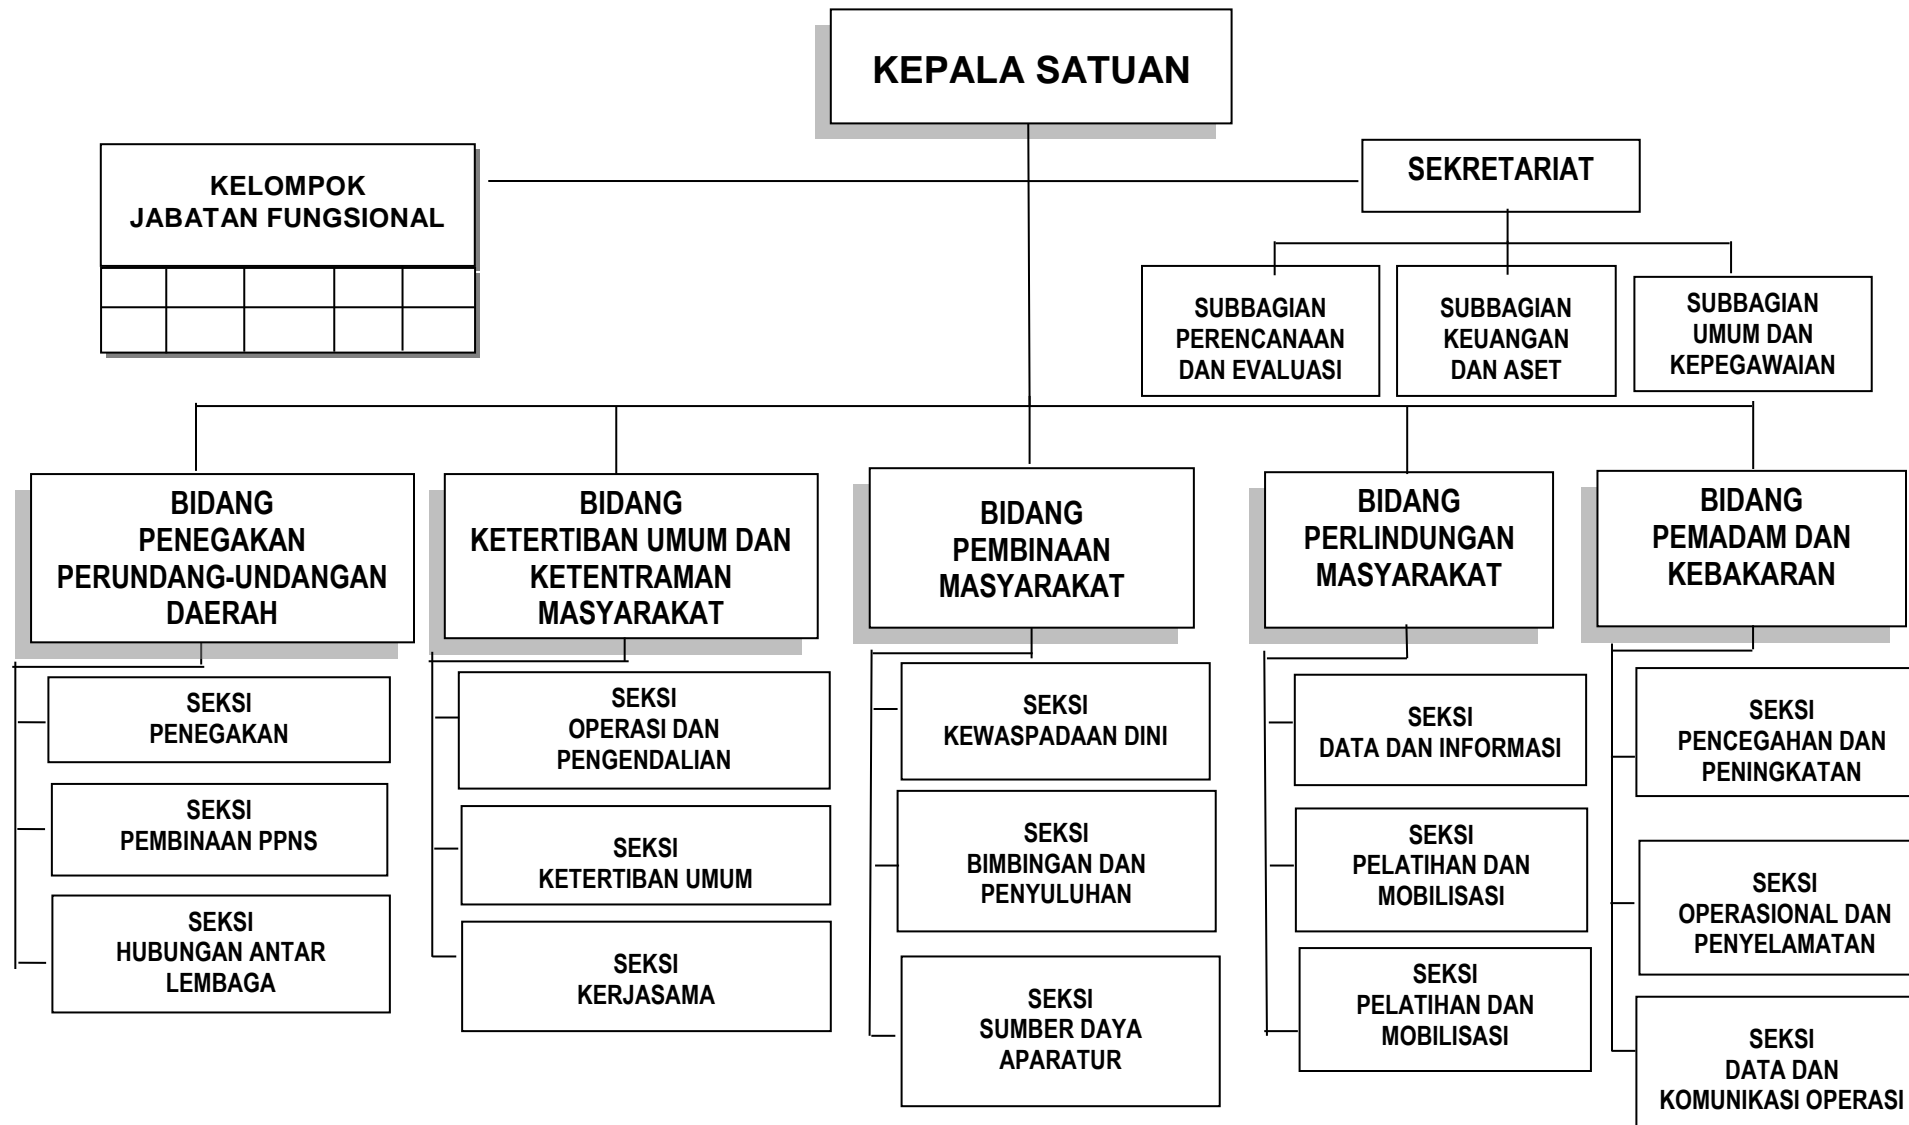 KEPALA SATUAN
KELOMPOK
JABATAN FUNGSIONAL
SEKRETARIAT
SUBBAGIAN
PERENCANAAN
DAN EVALUASI
SUBBAGIAN
KEUANGAN
DAN ASET
SUBBAGIAN
UMUM DAN
KEPEGAWAIAN
BIDANG
PENEGAKAN
PERUNDANG-UNDANGAN
DAERAH
BIDANG
KETERTIBAN UMUM DAN
KETENTRAMAN
MASYARAKAT
BIDANG
PEMBINAAN
MASYARAKAT
BIDANG
PERLINDUNGAN
MASYARAKAT
BIDANG
PEMADAM DAN
KEBAKARAN
SEKSI
PENEGAKAN
SEKSI
PEMBINAAN PPNS
SEKSI
HUBUNGAN ANTAR
LEMBAGA
SEKSI
OPERASI DAN
PENGENDALIAN
SEKSI
KETERTIBAN UMUM
SEKSI
KERJASAMA
SEKSI
KEWASPADAAN DINI
SEKSI
BIMBINGAN DAN
PENYULUHAN
SEKSI
SUMBER DAYA
APARATUR
SEKSI
DATA DAN INFORMASI
SEKSI
PELATIHAN DAN
MOBILISASI
SEKSI
PELATIHAN DAN
MOBILISASI
SEKSI
PENCEGAHAN DAN
PENINGKATAN
SEKSI
OPERASIONAL DAN
PENYELAMATAN
SEKSI
DATA DAN
KOMUNIKASI OPERASI